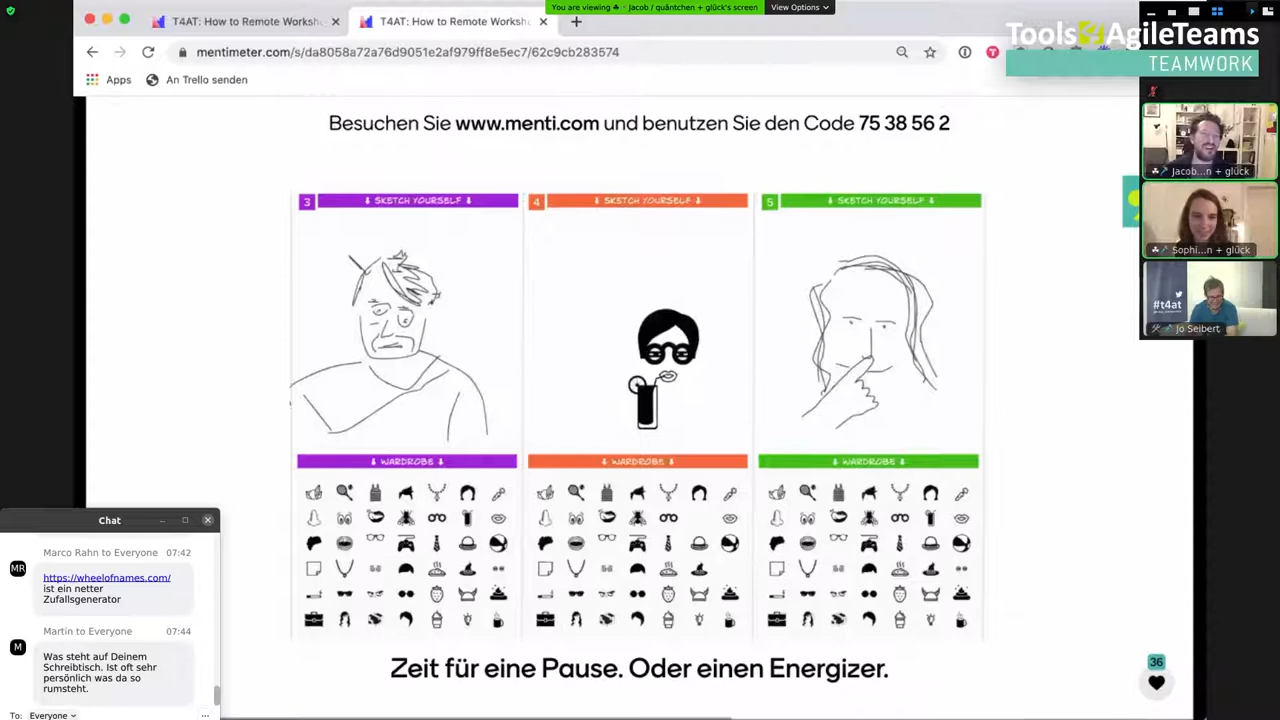 T4AT: How to Remote Worksh
T4AT: How to Remote Worksh
You are viewing Jacob / quäntchen + glück's screen
View Options
mentimeter.com/s/da8058a72a76d9051e2af979ff8e5ec7/62c9cb283574
Apps
An Trello senden
Tools4AgileTeams
TEAMWORK
Besuchen Sie www.menti.com und benutzen Sie den Code 75 38 56 2
3 SKETCH YOURSELF
4 SKETCH YOURSELF
5 SKETCH YOURSELF
WARDROBE
WARDROBE
WARDROBE
Zeit für eine Pause. Oder einen Energizer.
36
Jacob...n + glück
Sophi...n + glück
#t4at
Jo Seibert
Chat
Marco Rahn to Everyone 07:42
MR
https://wheelofnames.com/
ist ein netter
Zufallsgenerator
Martin to Everyone 07:44
M
Was steht auf Deinem
Schreibtisch. Ist oft sehr
persönlich was da so
rumsteht.
To: Everyone